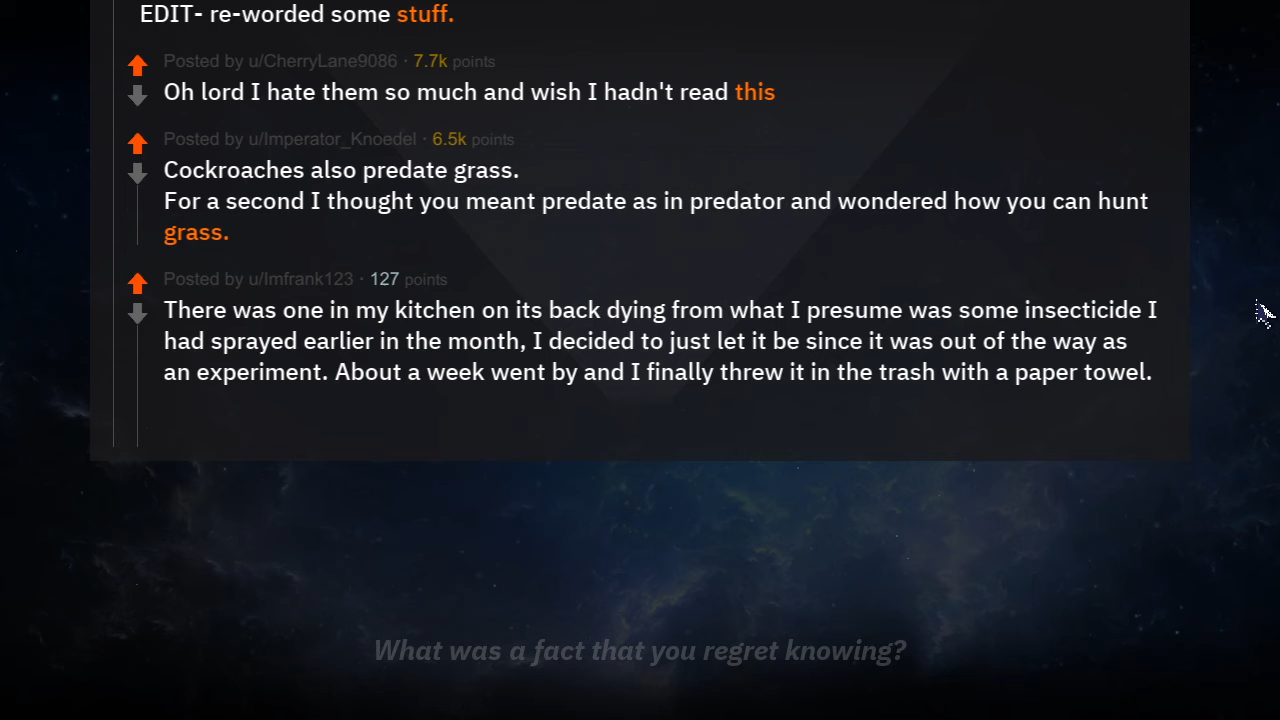 EDIT- re-worded some stuff.
Posted by u/CherryLane9086 · 7.7k points
Oh lord I hate them so much and wish I hadn't read this
Posted by u/Imperator_Knoedel · 6.5k points
Cockroaches also predate grass.
For a second I thought you meant predate as in predator and wondered how you can hunt
grass.
Posted by u/Imfrank123 · 127 points
There was one in my kitchen on its back dying from what I presume was some insecticide I
had sprayed earlier in the month, I decided to just let it be since it was out of the way as
an experiment. About a week went by and I finally threw it in the trash with a paper towel.
What was a fact that you regret knowing?